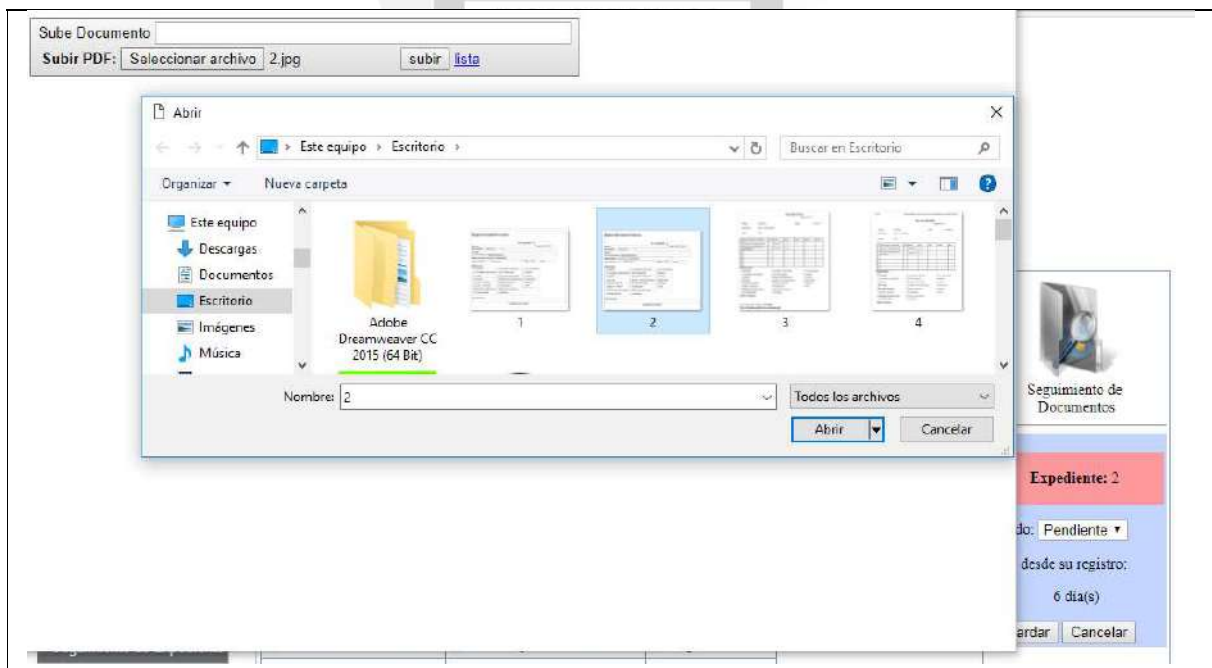 Sube Documento
Subir PDF: Seleccionar archivo 2.jpg subir lista
Abrir
Este equipo > Escritorio >
Buscar en Escritorio
Organizar Nueva carpeta
Este equipo
Descargas
Documentos
Escritorio
Imágenes
Música
Adobe
Dreamweaver CC
2015 (64 Bit)
1
2
3
4
Nombre: 2
Todos los archivos
Abrir
Cancelar
Seguimiento de
Documentos
Expediente: 2
do: Pendiente
desde su registro:
6 dia(s)
ardar Cancelar